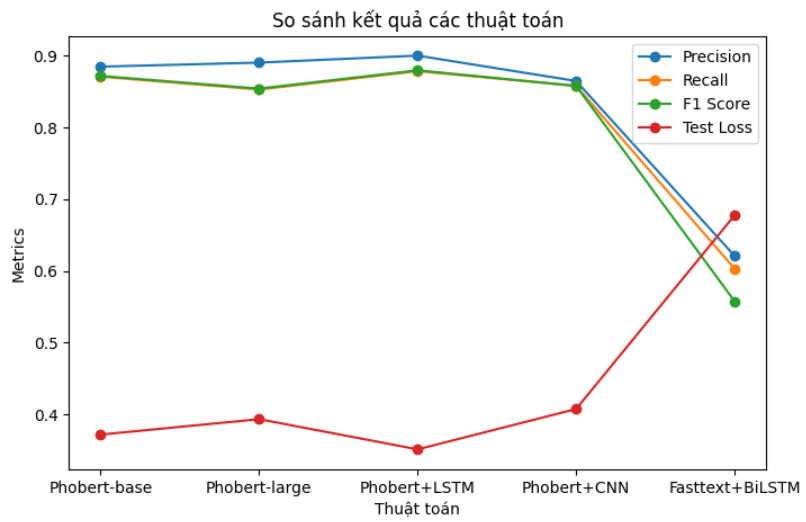 So sánh kết quả các thuật toán
Precision
Recall
F1 Score
Test Loss
Metrics
0.9
0.8
0.7
0.6
0.5
0.4
Phobert-base
Phobert-large
Phobert+LSTM
Phobert+CNN
Fasttext+BiLSTM
Thuật toán